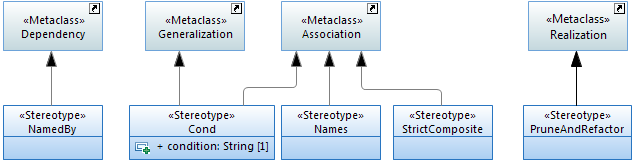 «Metaclass»
Dependency
«Metaclass»
Generalization
«Metaclass»
Association
«Metaclass»
Realization
«Stereotype»
NamedBy
«Stereotype»
Cond
+ condition: String [1]
«Stereotype»
Names
«Stereotype»
StrictComposite
«Stereotype»
PruneAndRefactor